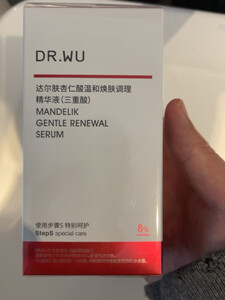 DR.WU
达尔肤杏仁酸温和焕肤调理
精华液（三重酸）
MANDELIK
GENTLE RENEWAL
SERUM
使用步骤5 特别呵护
Step5 special care
8%